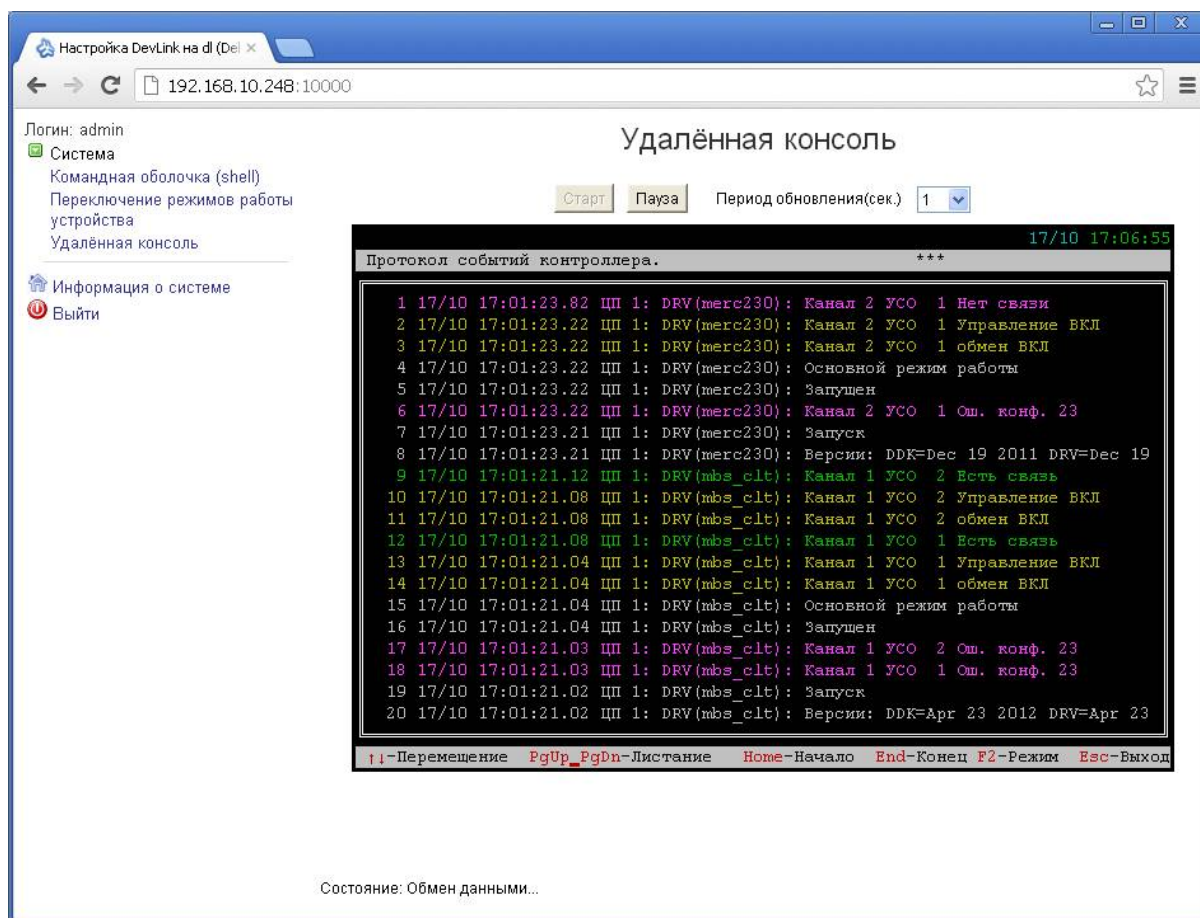 Настройка DevLink на dl (Del
192.168.10.248:10000
Логин: admin
Система
Командная оболочка (shell)
Переключение режимов работы
устройства
Удалённая консоль
Информация о системе
Выйти
Удалённая консоль
Старт Пауза Период обновления(сек.) 1
17/10 17:06:55
Протокол событий контроллера. ***
1 17/10 17:01:23.82 ЦП 1: DRV(merc230): Канал 2 УСО 1 Нет связи
2 17/10 17:01:23.22 ЦП 1: DRV(merc230): Канал 2 УСО 1 Управление ВКЛ
3 17/10 17:01:23.22 ЦП 1: DRV(merc230): Канал 2 УСО 1 обмен ВКЛ
4 17/10 17:01:23.22 ЦП 1: DRV(merc230): Основной режим работы
5 17/10 17:01:23.22 ЦП 1: DRV(merc230): Запущен
6 17/10 17:01:23.22 ЦП 1: DRV(merc230): Канал 2 УСО 1 Ош. конф. 23
7 17/10 17:01:23.21 ЦП 1: DRV(merc230): Запуск
8 17/10 17:01:23.21 ЦП 1: DRV(merc230): Версии: DDK=Dec 19 2011 DRV=Dec 19
9 17/10 17:01:21.12 ЦП 1: DRV(mbs_clt): Канал 1 УСО 2 Есть связь
10 17/10 17:01:21.08 ЦП 1: DRV(mbs_clt): Канал 1 УСО 2 Управление ВКЛ
11 17/10 17:01:21.08 ЦП 1: DRV(mbs_clt): Канал 1 УСО 2 обмен ВКЛ
12 17/10 17:01:21.08 ЦП 1: DRV(mbs_clt): Канал 1 УСО 1 Есть связь
13 17/10 17:01:21.04 ЦП 1: DRV(mbs_clt): Канал 1 УСО 1 Управление ВКЛ
14 17/10 17:01:21.04 ЦП 1: DRV(mbs_clt): Канал 1 УСО 1 обмен ВКЛ
15 17/10 17:01:21.04 ЦП 1: DRV(mbs_clt): Основной режим работы
16 17/10 17:01:21.04 ЦП 1: DRV(mbs_clt): Запущен
17 17/10 17:01:21.03 ЦП 1: DRV(mbs_clt): Канал 1 УСО 2 Ош. конф. 23
18 17/10 17:01:21.03 ЦП 1: DRV(mbs_clt): Канал 1 УСО 1 Ош. конф. 23
19 17/10 17:01:21.02 ЦП 1: DRV(mbs_clt): Запуск
20 17/10 17:01:21.02 ЦП 1: DRV(mbs_clt): Версии: DDK=Apr 23 2012 DRV=Apr 23
↑↓-Перемещение PgUp_PgDn-Листание Home-Начало End-Конец F2-Режим Esc-Выход
Состояние: Обмен данными...